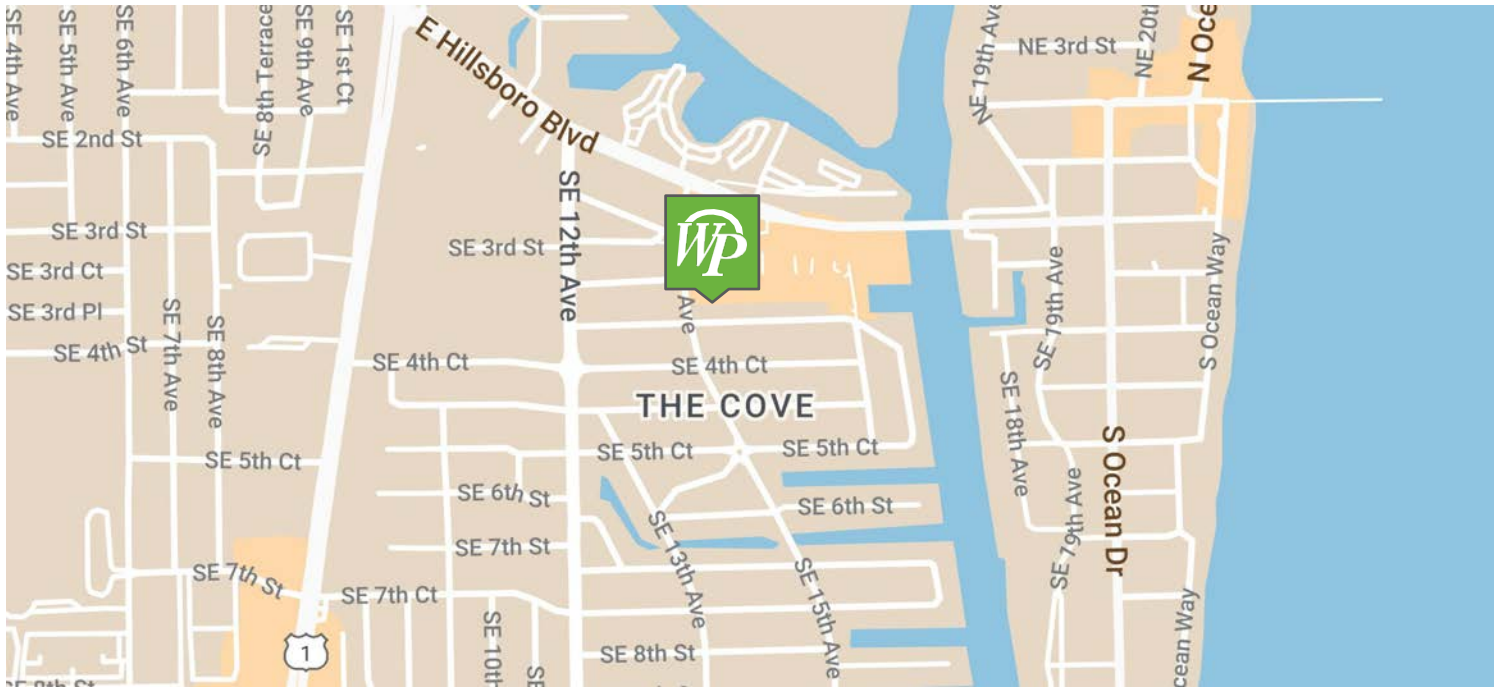 SE 4th Ave
SE 5th Ave
SE 6th Ave
SE 8th Terrace
SE 9th Ave
SE 1st Ct
E Hillsboro Blvd
NE 19th Ave
NE 3rd St
NE 20th
N Oce
SE 2nd St
SE 12th Ave
SE 3rd St
SE 3rd St
WP
SE 3rd Ct
SE 3rd Pl
SE 4th St
SE 7th Ave
SE 8th Ave
Ave
SE 19th Ave
S Ocean Way
SE 4th Ct
SE 4th Ct
THE COVE
SE 18th Ave
S Ocean Dr
SE 5th Ct
SE 5th Ct
SE 5th Ct
SE 6th St
SE 6th St
SE 19th Ave
SE 7th St
SE 13th Ave
SE 15th Ave
SE 7th St
SE 7th Ct
SE 10th
SE
cean Way
1
SE 8th St